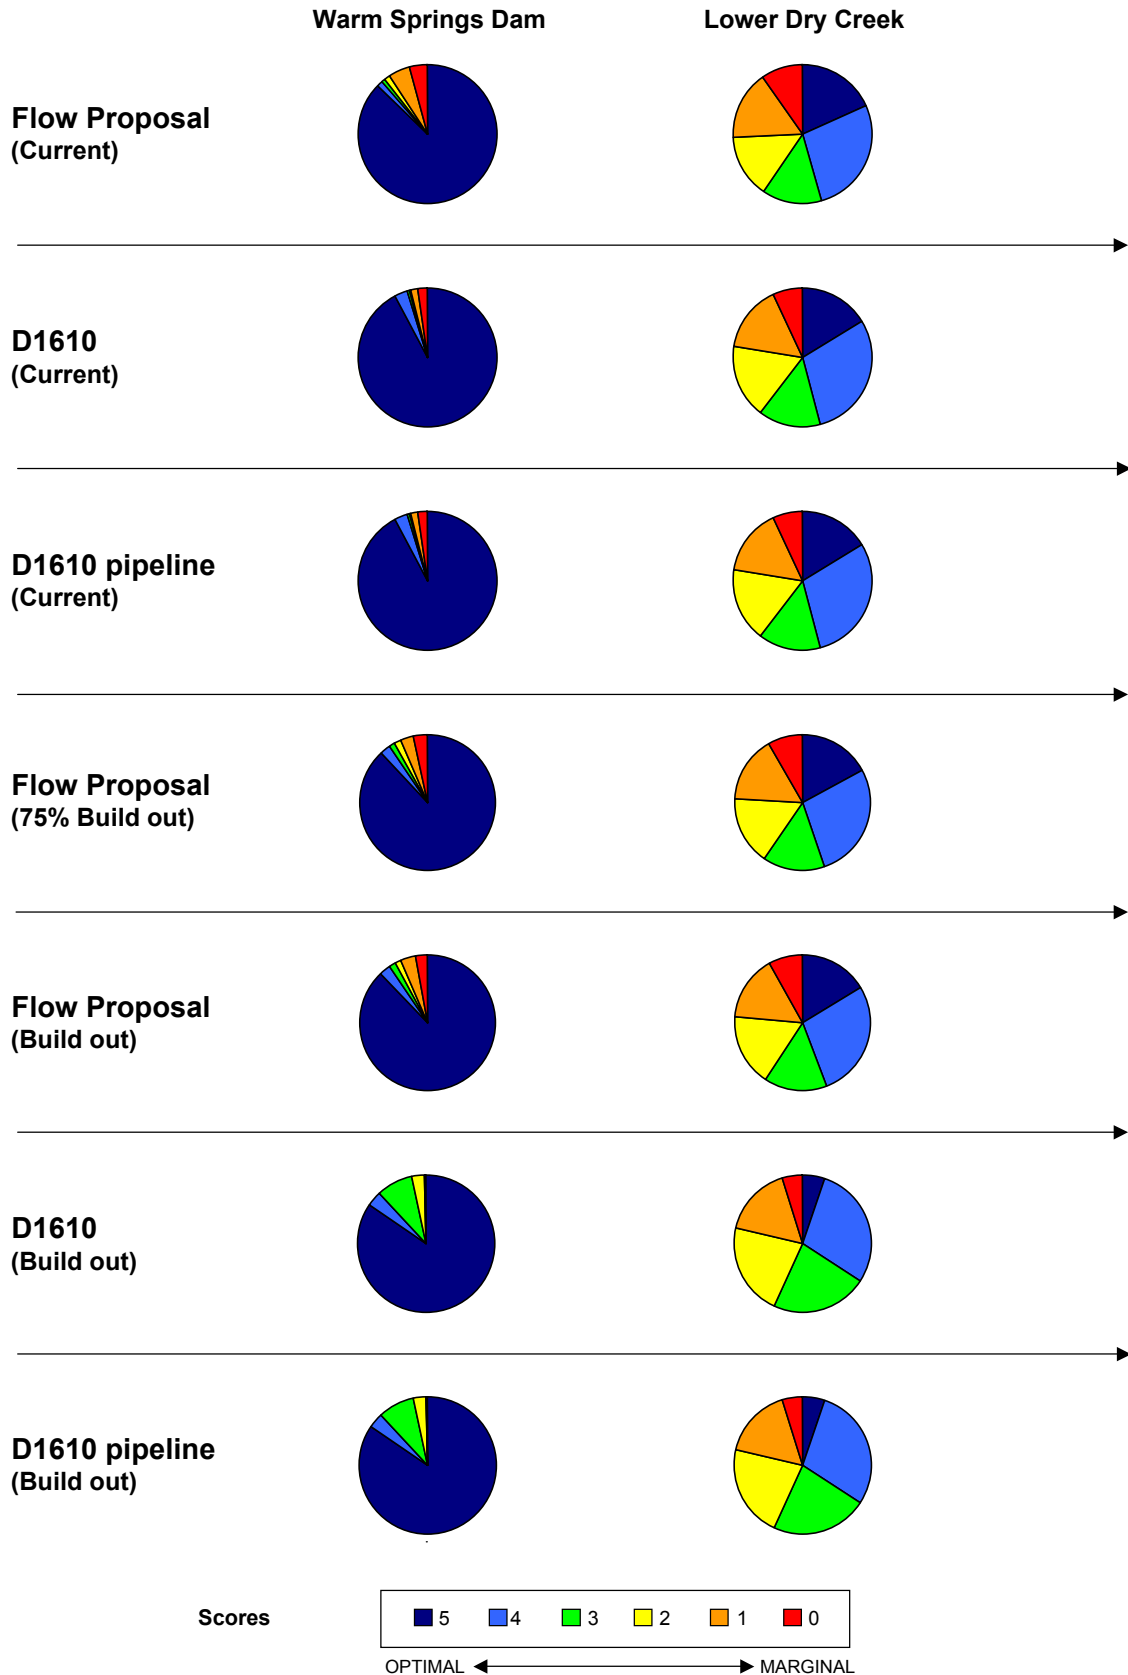 Warm Springs Dam
Lower Dry Creek
Flow Proposal
(Current)
D1610
(Current)
D1610 pipeline
(Current)
Flow Proposal
(75% Build out)
Flow Proposal
(Build out)
D1610
(Build out)
D1610 pipeline
(Build out)
Scores
5 4 3 2 1 0
OPTIMAL MARGINAL